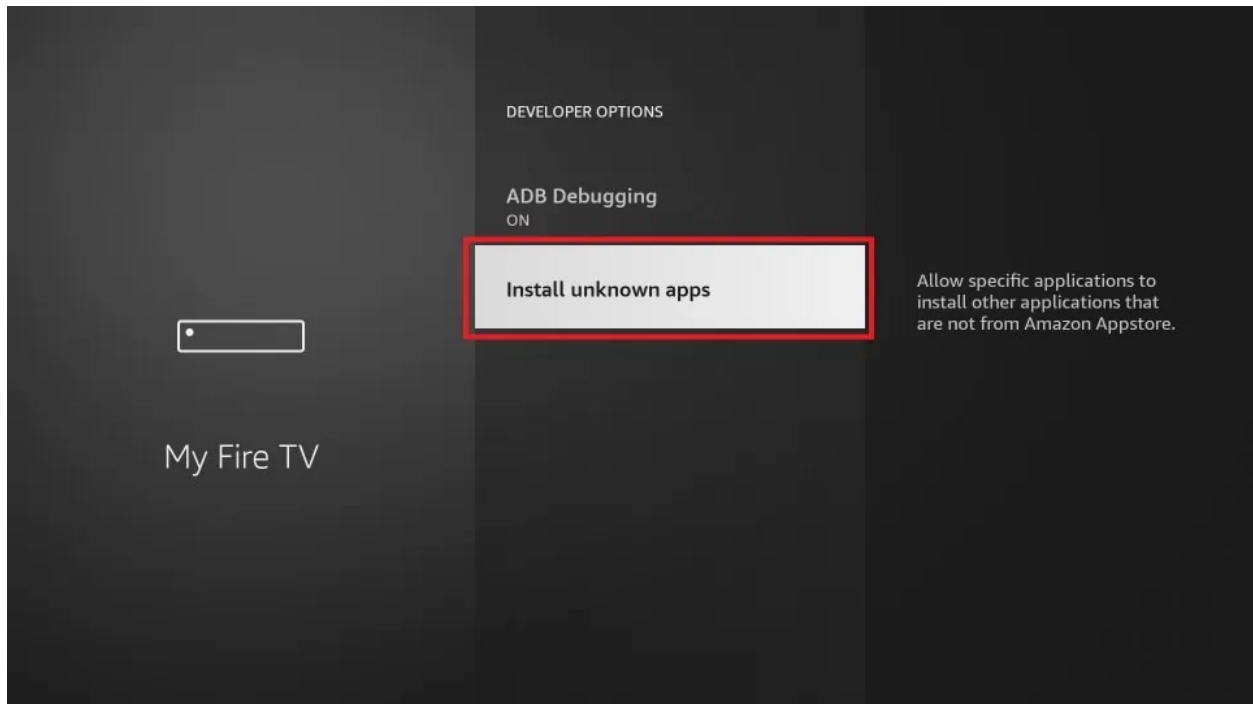 DEVELOPER OPTIONS
ADB Debugging
ON
Install unknown apps
Allow specific applications to
install other applications that
are not from Amazon Appstore.
My Fire TV